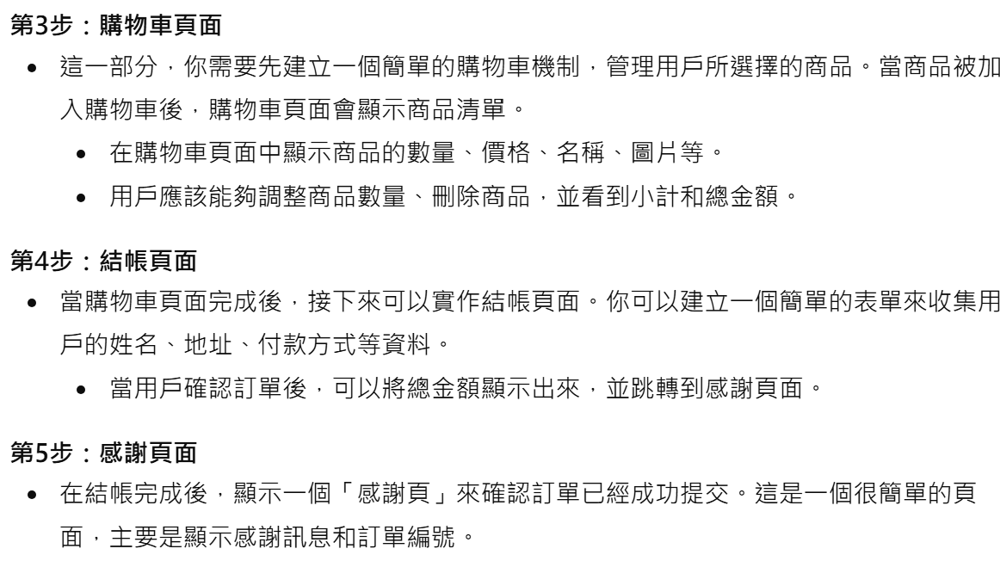 第3步：購物車頁面
• 這一部分，你需要先建立一個簡單的購物車機制，管理用戶所選擇的商品。當商品被加
入購物車後，購物車頁面會顯示商品清單。
• 在購物車頁面中顯示商品的數量、價格、名稱、圖片等。
• 用戶應該能夠調整商品數量、刪除商品，並看到小計和總金額。
第4步：結帳頁面
• 當購物車頁面完成後，接下來可以實作結帳頁面。你可以建立一個簡單的表單來收集用
戶的姓名、地址、付款方式等資料。
• 當用戶確認訂單後，可以將總金額顯示出來，並跳轉到感謝頁面。
第5步：感謝頁面
• 在結帳完成後，顯示一個「感謝頁」來確認訂單已經成功提交。這是一個很簡單的頁
面，主要是顯示感謝訊息和訂單編號。